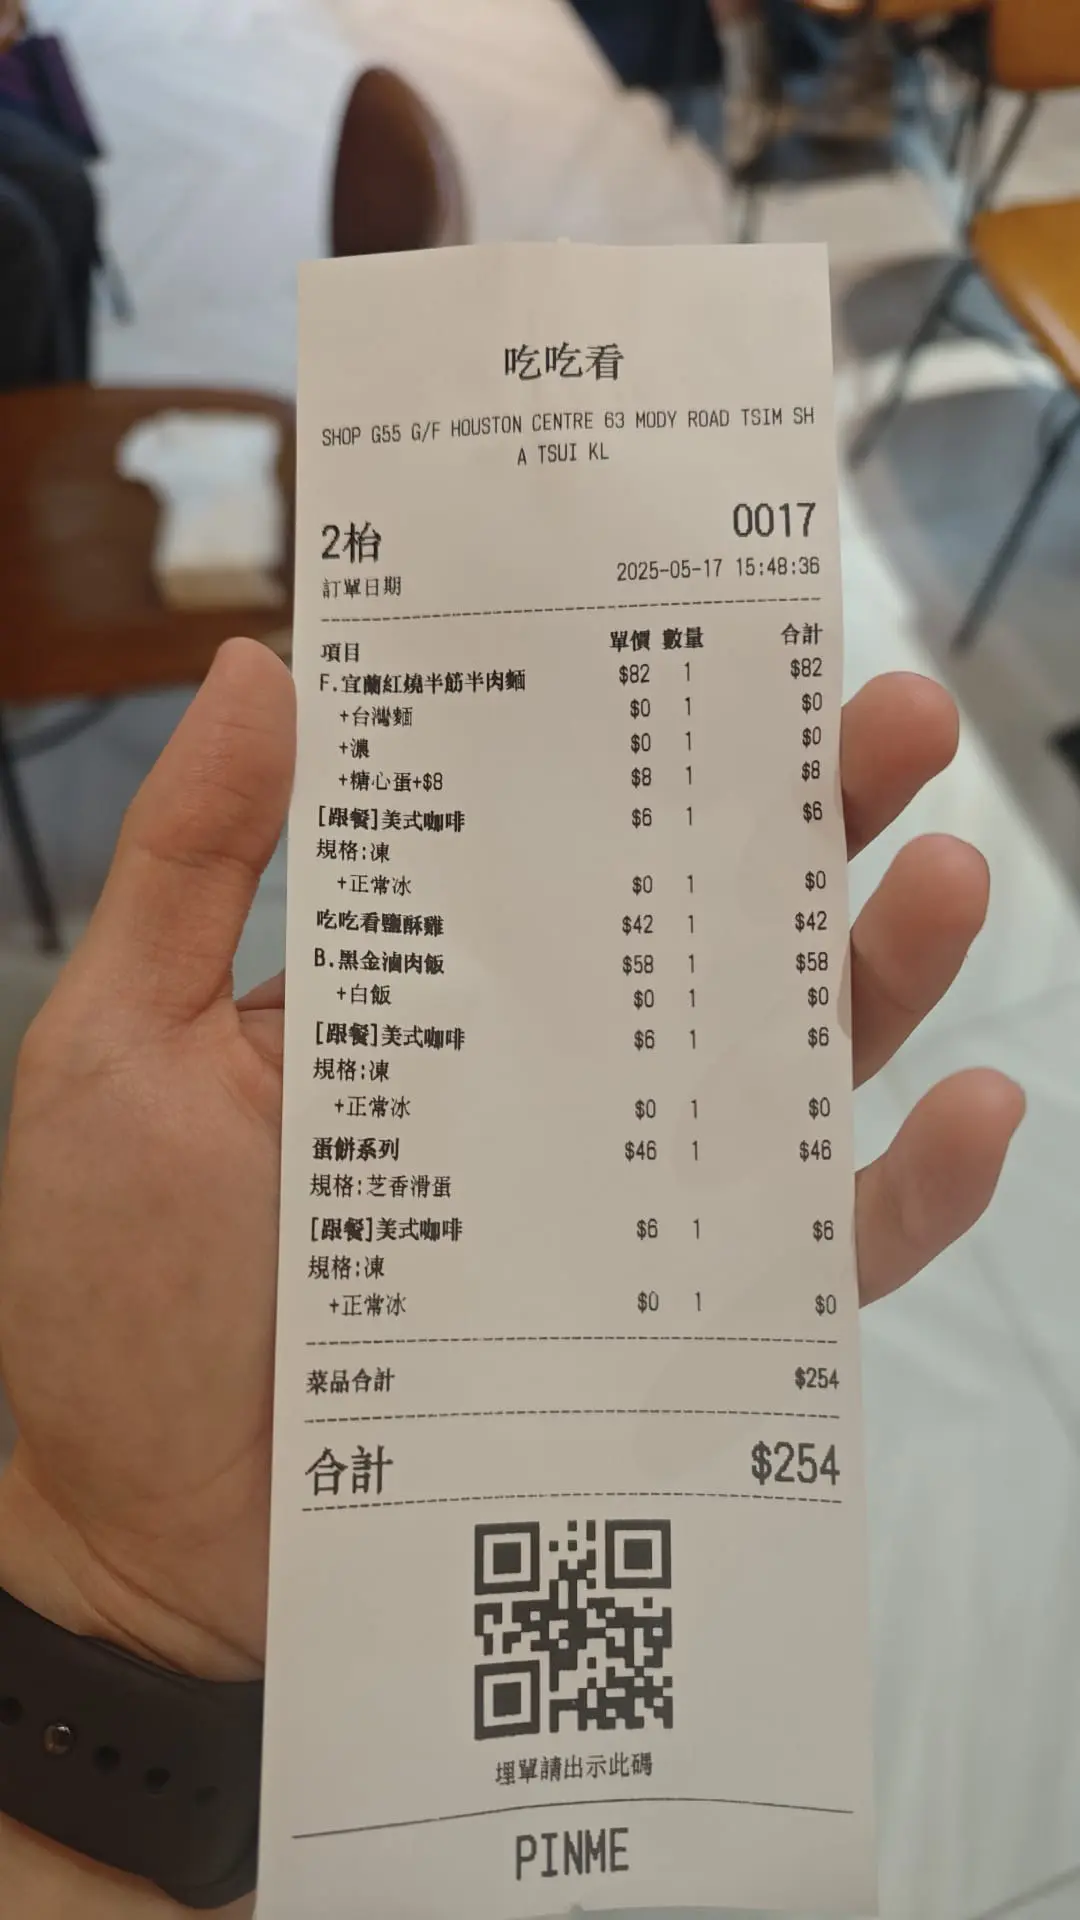 吃吃看
SHOP G55 G/F HOUSTON CENTRE 63 MODY ROAD TSIM SH
A TSUI KL
2枱 0017
訂單日期 2025-05-17 15:48:36
項目 單價 數量 合計
F.宜蘭紅燒半筋半肉麵 $82 1 $82
+台灣麵 $0 1 $0
+濃 $0 1 $0
+糖心蛋+$8 $8 1 $8
[跟餐]美式咖啡 $6 1 $6
規格:凍
+正常冰 $0 1 $0
吃吃看鹽酥雞 $42 1 $42
B.黑金滷肉飯 $58 1 $58
+白飯 $0 1 $0
[跟餐]美式咖啡 $6 1 $6
規格:凍
+正常冰 $0 1 $0
蛋餅系列 $46 1 $46
規格:芝香滑蛋
[跟餐]美式咖啡 $6 1 $6
規格:凍
+正常冰 $0 1 $0
菜品合計 $254
合計 $254
埋單請出示此碼
PINME